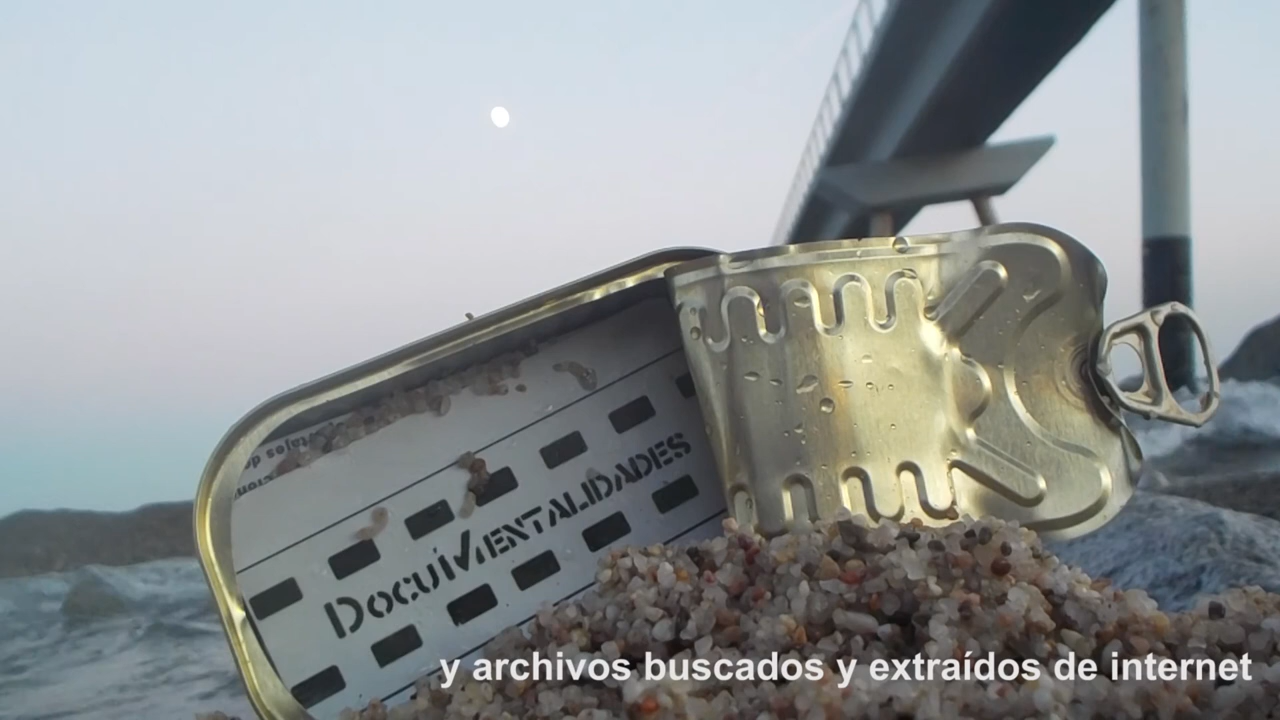 DOCUMENTALIDADES
y archivos buscados y extraídos de internet